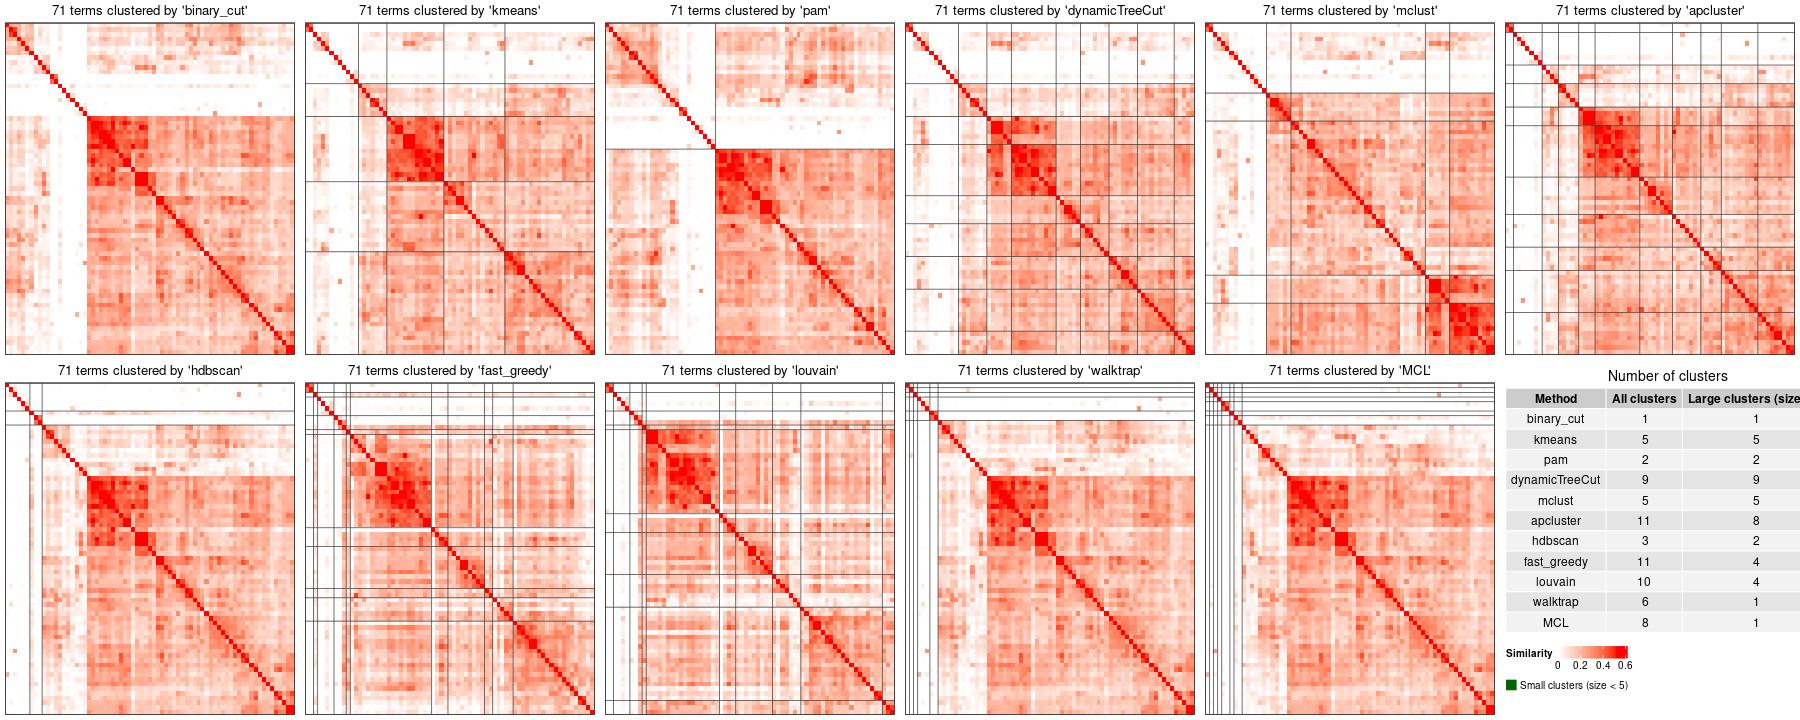 71 terms clustered by 'binary_cut'
71 terms clustered by 'kmeans'
71 terms clustered by 'pam'
71 terms clustered by 'dynamicTreeCut'
71 terms clustered by 'mclust'
71 terms clustered by 'apcluster'
71 terms clustered by 'hdbscan'
71 terms clustered by 'fast_greedy'
71 terms clustered by 'louvain'
71 terms clustered by 'walktrap'
71 terms clustered by 'MCL'
Number of clusters
Method All clusters Large clusters (size
binary_cut 1 1
kmeans 5 5
pam 2 2
dynamicTreeCut 9 9
mclust 5 5
apcluster 11 8
hdbscan 3 2
fast_greedy 11 4
louvain 10 4
walktrap 6 1
MCL 8 1
Similarity
0 0.2 0.4 0.6
Small clusters (size < 5)